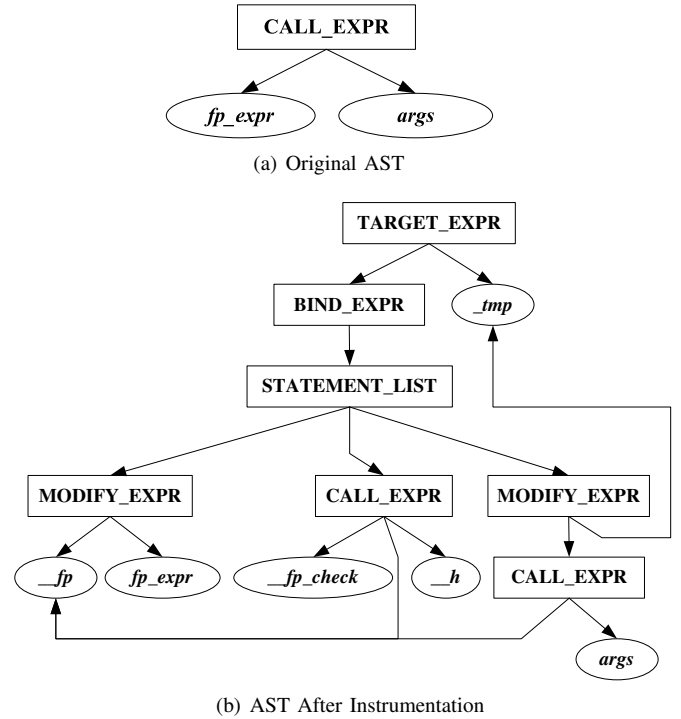 CALL_EXPR
fp_expr args
(a) Original AST
TARGET_EXPR
BIND_EXPR _tmp
STATEMENT_LIST
MODIFY_EXPR CALL_EXPR MODIFY_EXPR
__fp fp_expr __fp_check __h CALL_EXPR
args
(b) AST After Instrumentation